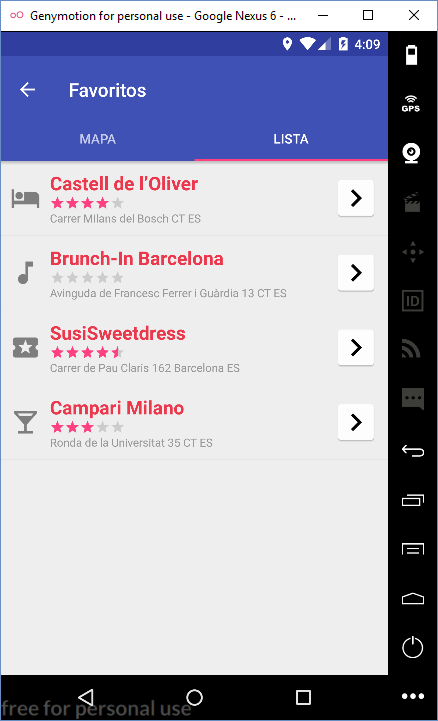 Genymotion for personal use - Google Nexus 6 - ...
4:09
Favoritos
MAPA
LISTA
Castell de l'Oliver
Carrer Milans del Bosch CT ES
Brunch-In Barcelona
Avinguda de Francesc Ferrer i Guàrdia 13 CT ES
SusiSweetdress
Carrer de Pau Claris 162 Barcelona ES
Campari Milano
Ronda de la Universitat 35 CT ES
GPS
ID
free for personal use